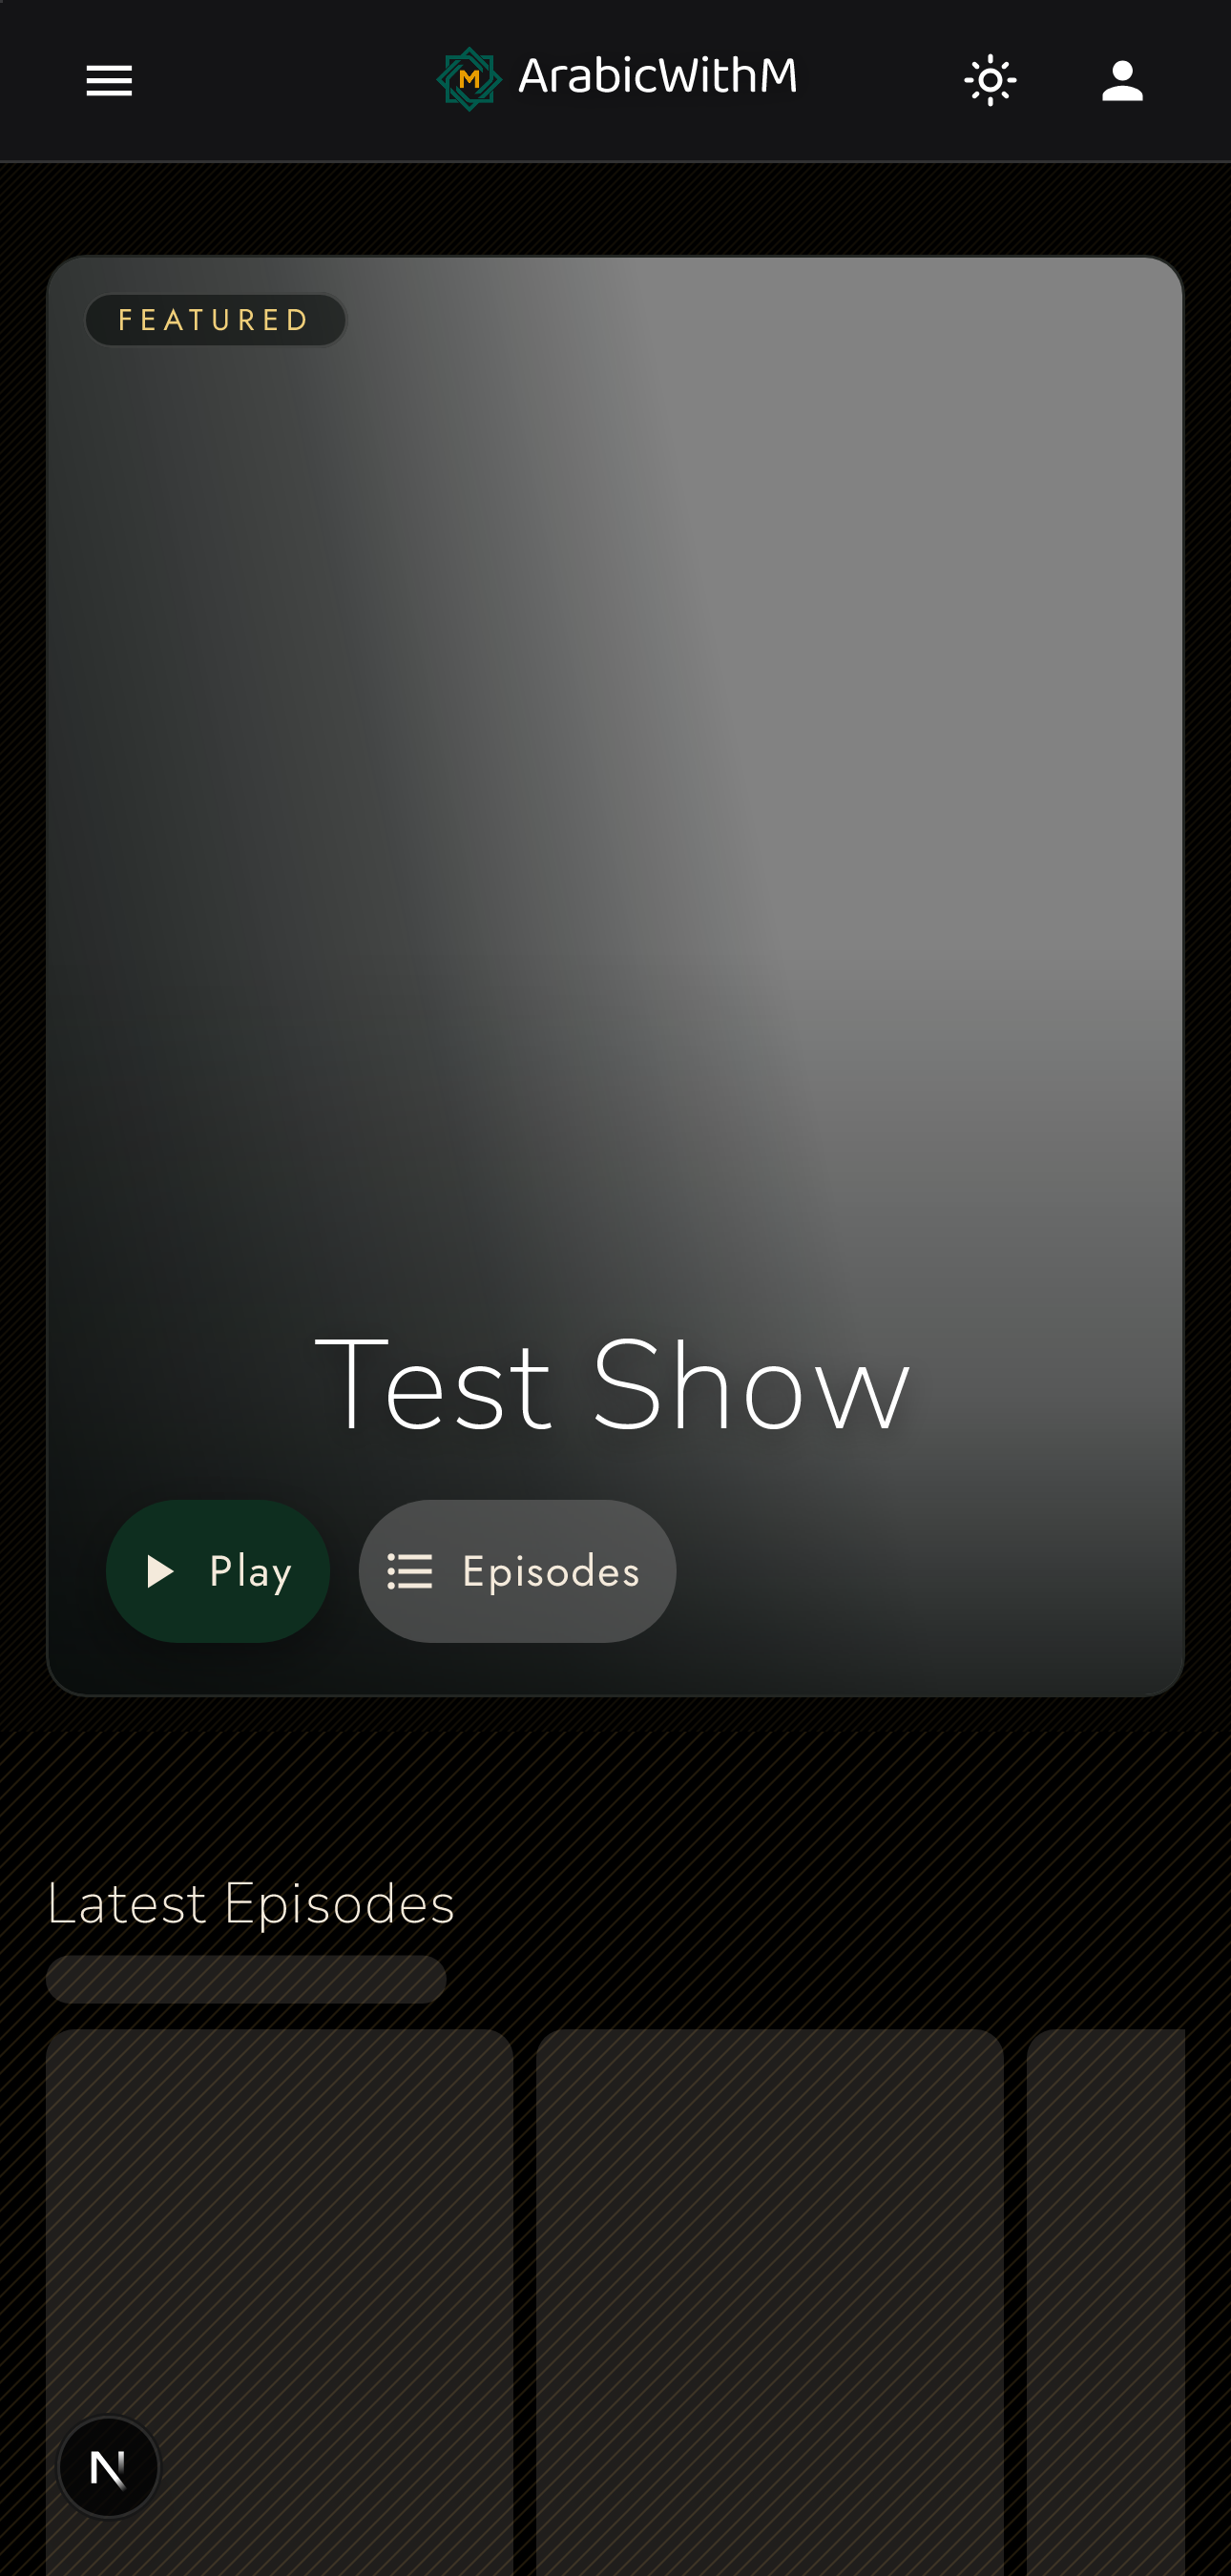 M ArabicWithM
FEATURED
Test Show
Play
Episodes
Latest Episodes
N